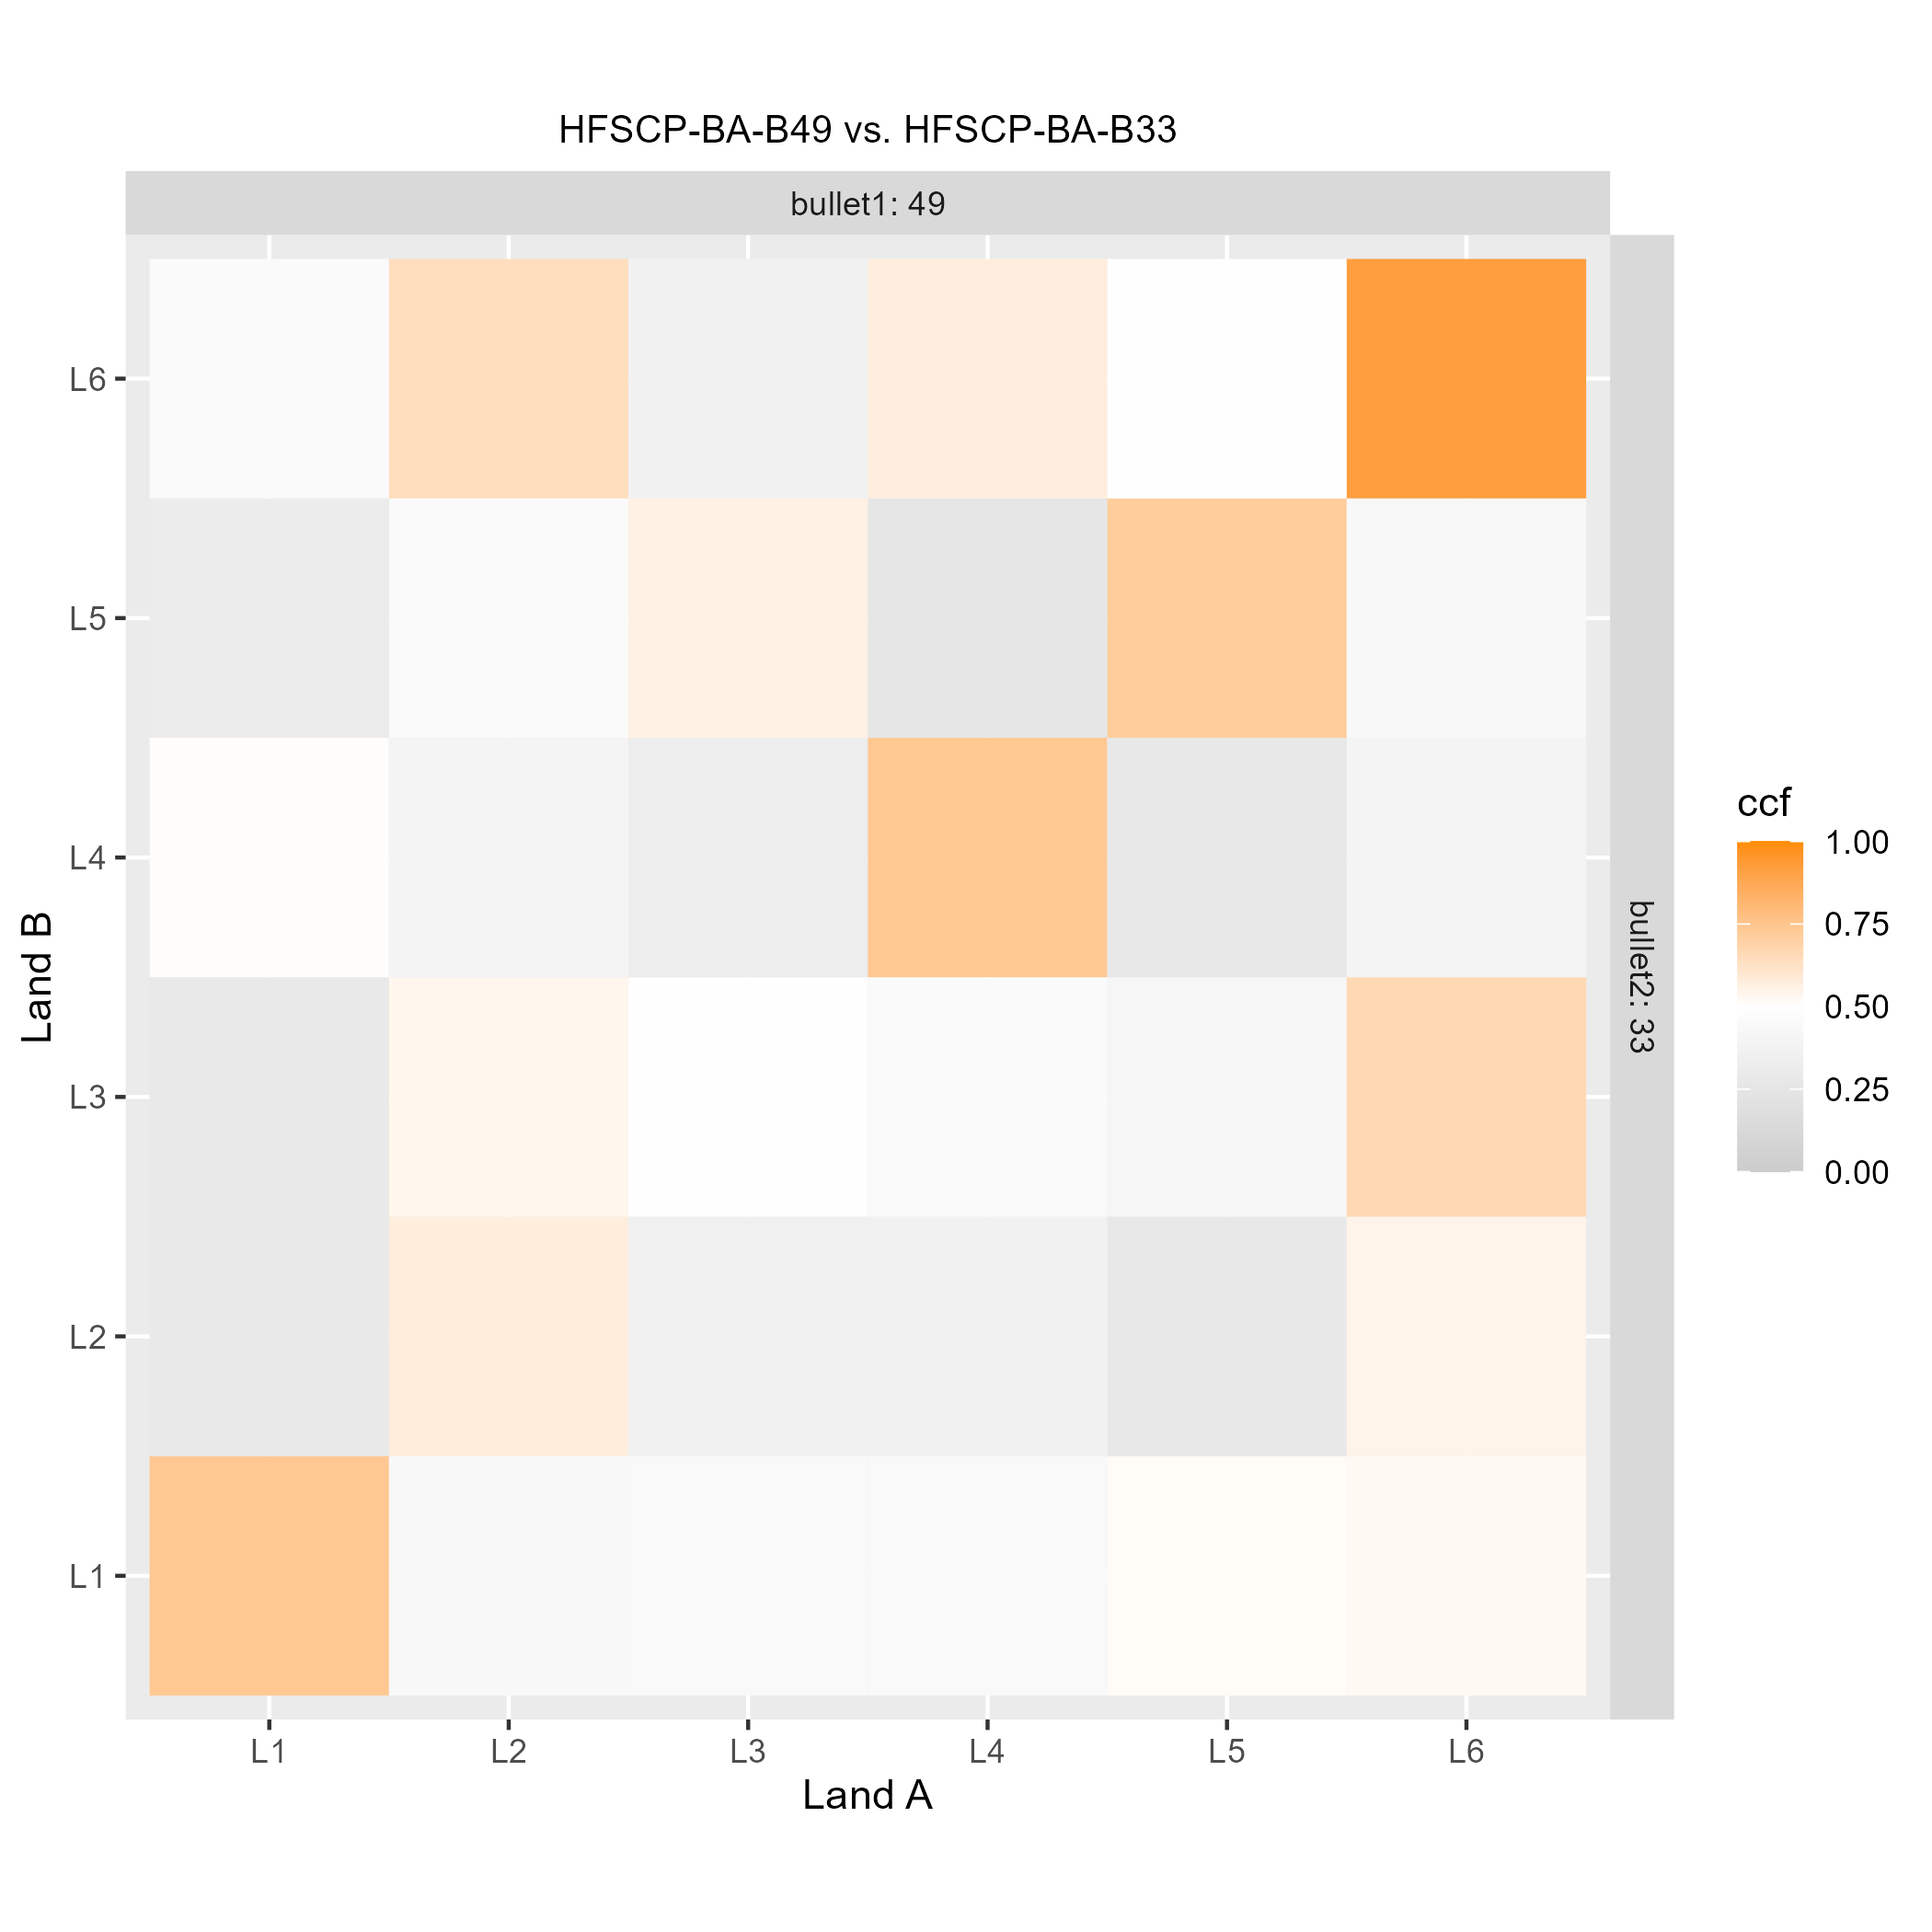 HFSCP-BA-B49 vs. HFSCP-BA-B33
bullet1: 49
L6
L5
L4
L3
L2
L1
Land B
bullet2: 33
L1 L2 L3 L4 L5 L6
Land A
ccf
1.00
0.75
0.50
0.25
0.00